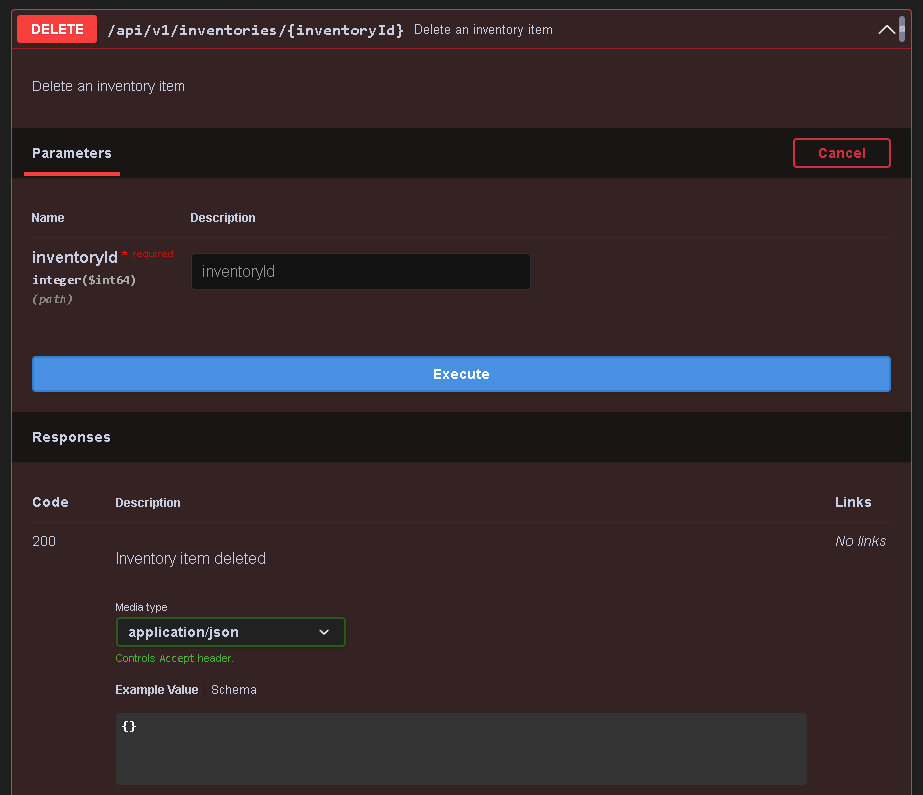 DELETE /api/v1/inventories/{inventoryId} Delete an inventory item
Delete an inventory item
Parameters Cancel
Name Description
inventoryId * required
integer($int64)
(path)
inventoryId
Execute
Responses
Code Description Links
200 No links
Inventory item deleted
Media type
application/json
Controls Accept header.
Example Value Schema
{}